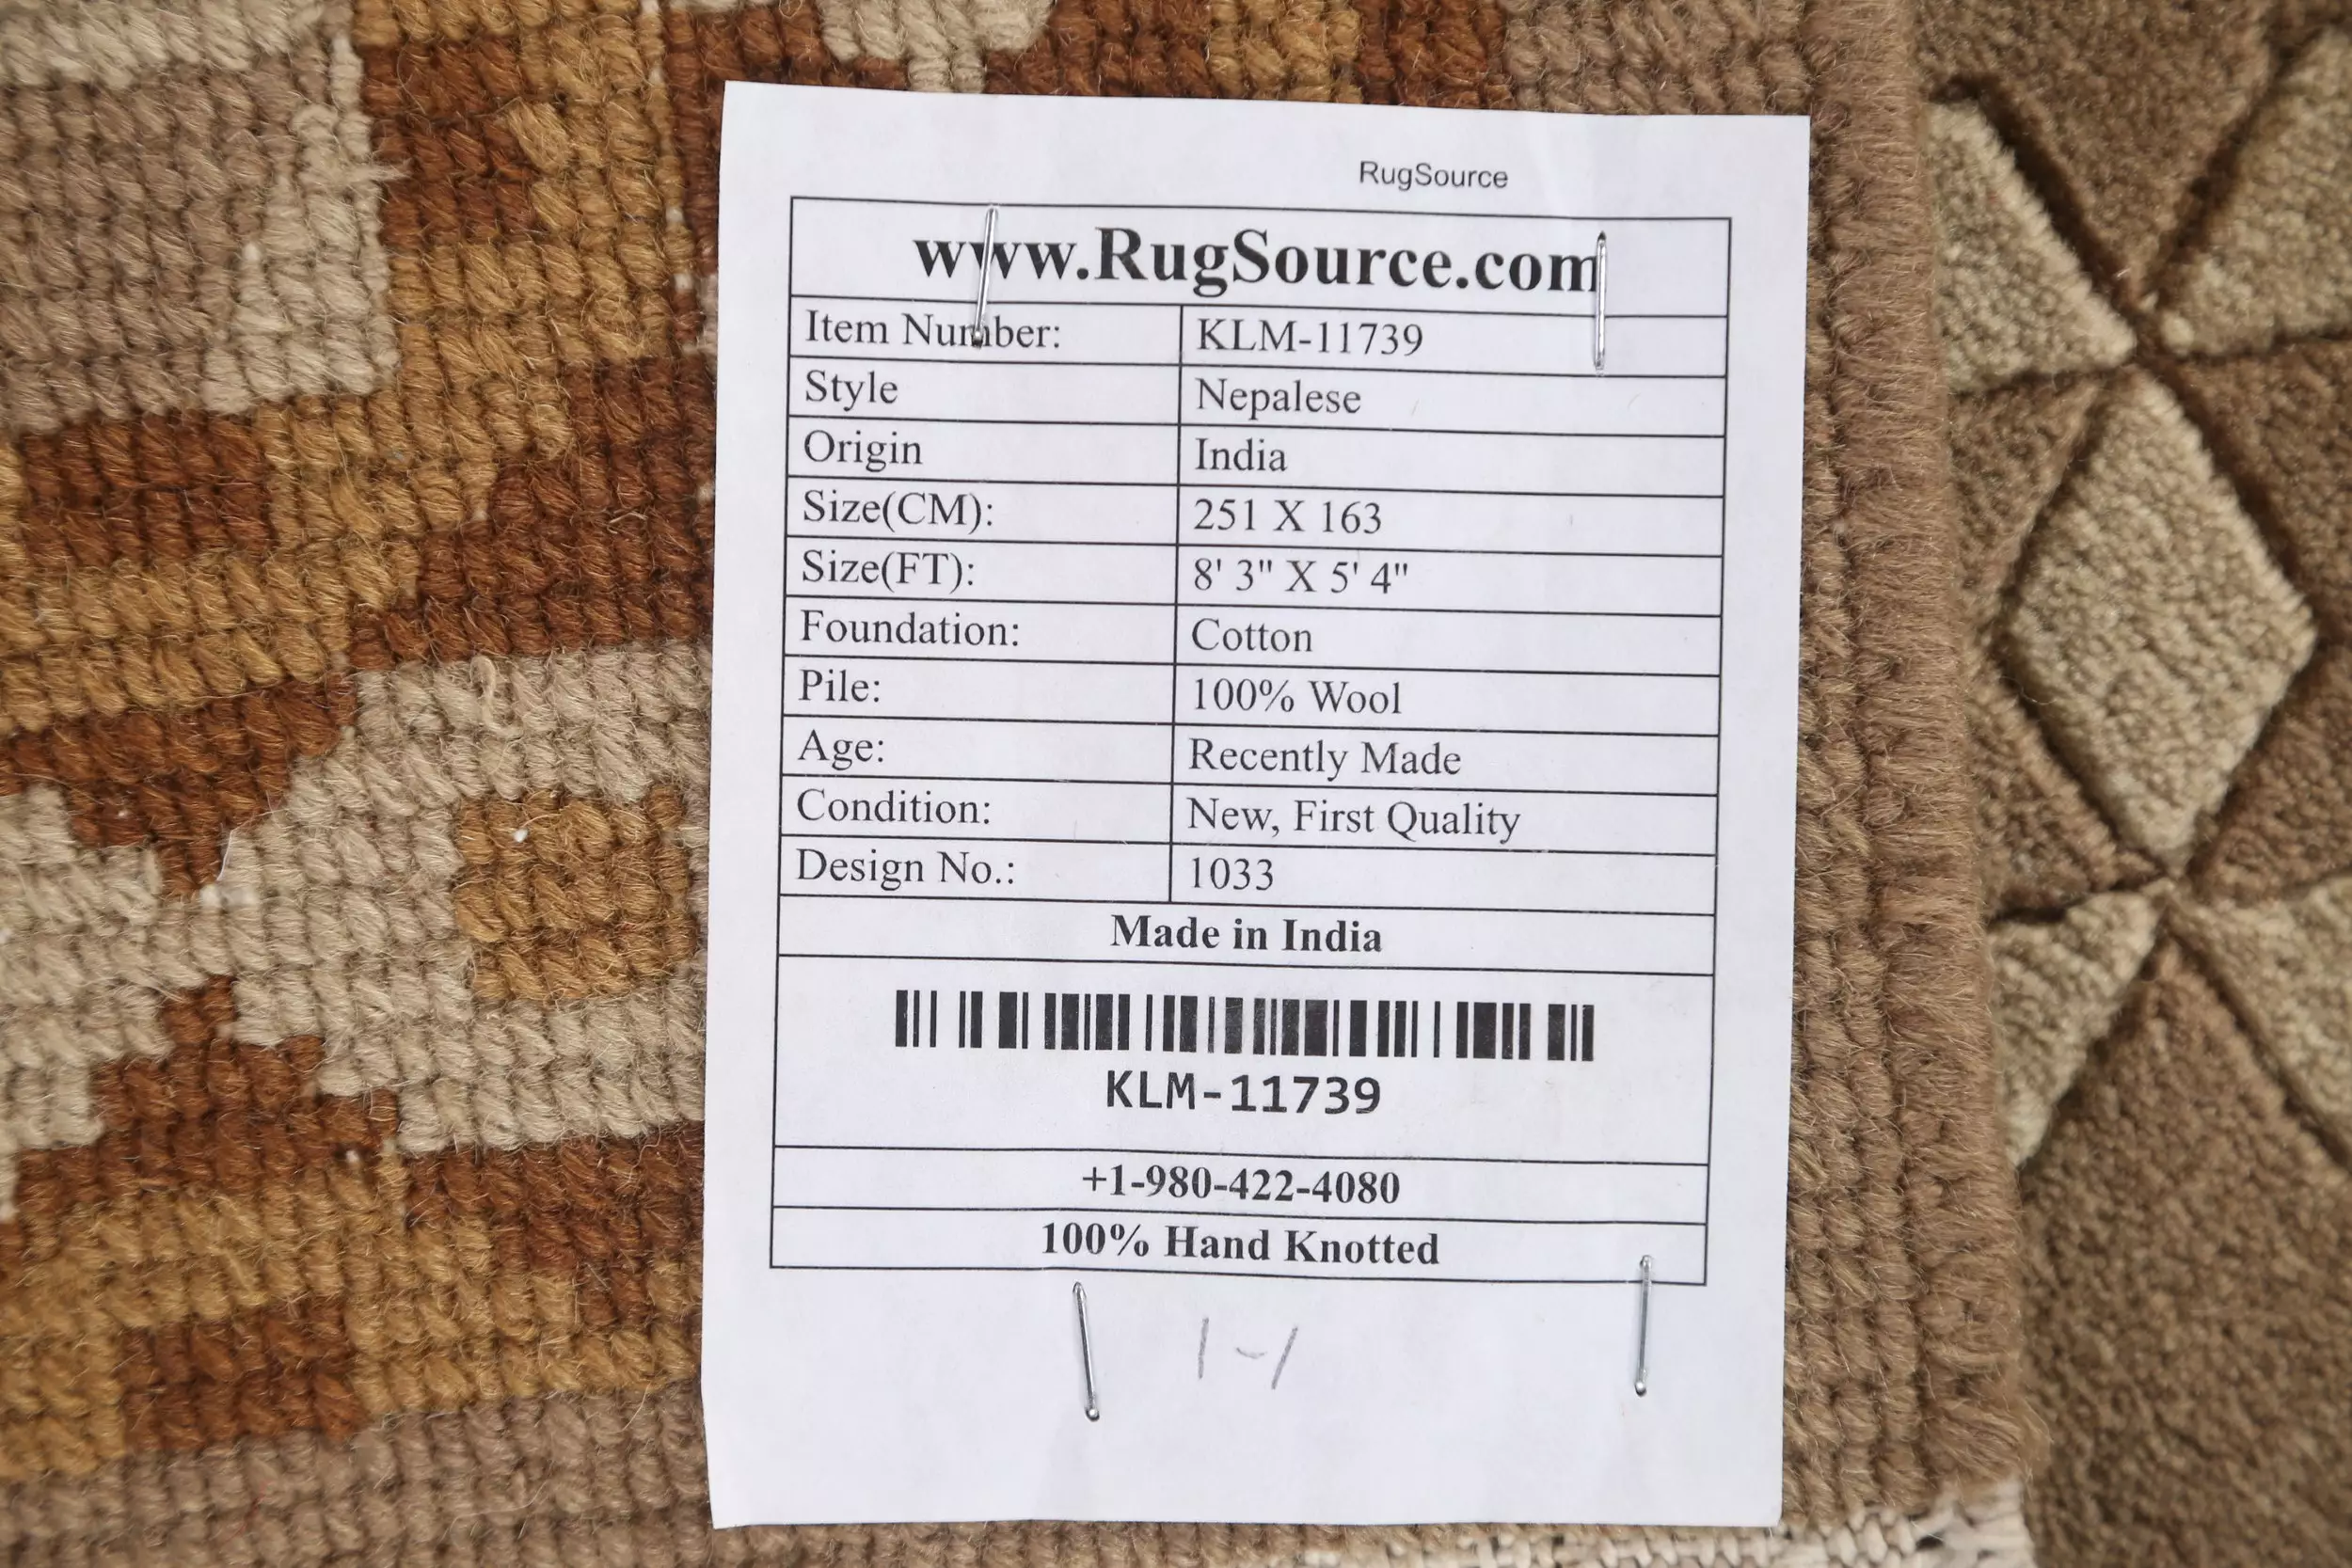 RugSource
www.RugSource.com
Item Number: KLM-11739
Style Nepalese
Origin India
Size(CM): 251 X 163
Size(FT): 8' 3" X 5' 4"
Foundation: Cotton
Pile: 100% Wool
Age: Recently Made
Condition: New, First Quality
Design No.: 1033
Made in India
KLM-11739
+1-980-422-4080
100% Hand Knotted
1-1